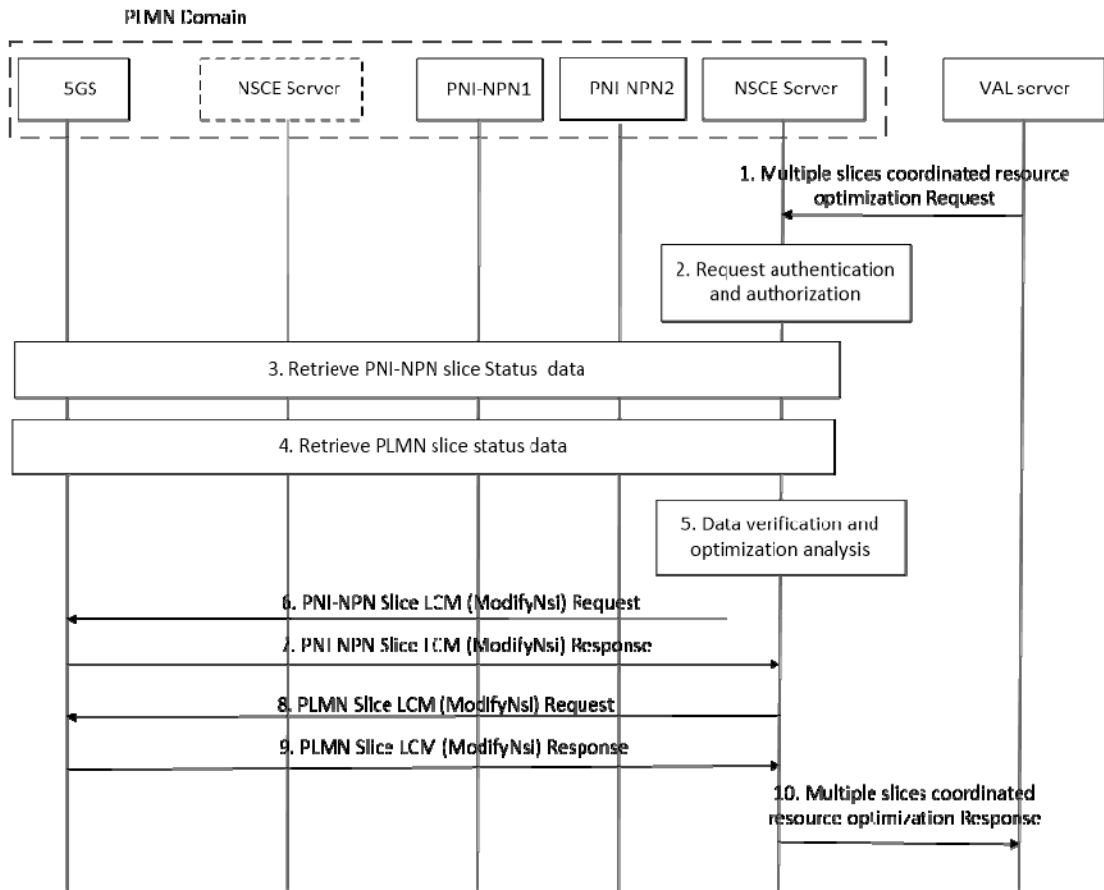 PLMN Domain
5GS
NSCE Server
PNI-NPN1
PNI NPN2
NSCE Server
VAL server
1. Multiple slices coordinated resource
optimization Request
2. Request authentication
and authorization
3. Retrieve PNI-NPN slice Status data
4. Retrieve PLMN slice status data
5. Data verification and
optimization analysis
6. PNI-NPN Slice LCM (ModifyNsi) Request
7. PNI NPN Slice LCM (ModifyNsi) Response
8. PLMN Slice LCM (ModifyNsi) Request
9. PLMN Slice LCM (ModifyNsi) Response
10. Multiple slices coordinated
resource optimization Response